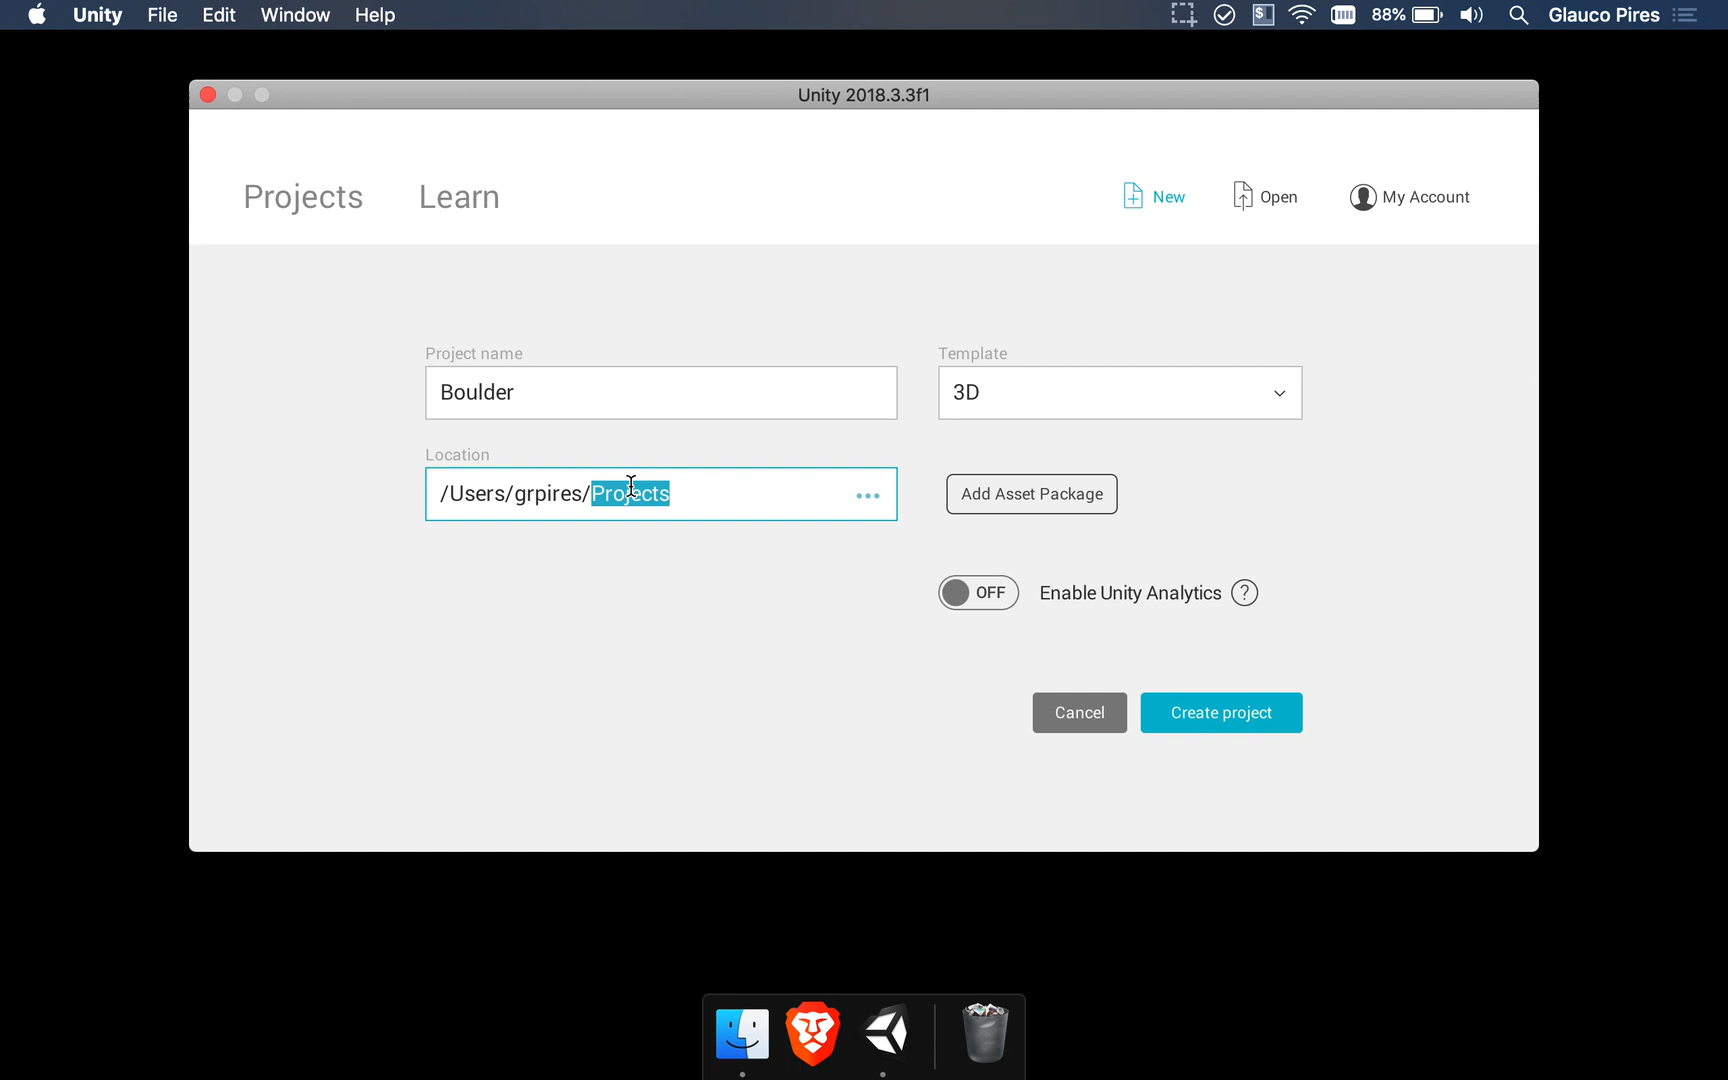 Unity File Edit Window Help $ 88% Glauco Pires
Unity 2018.3.3f1
Projects Learn New Open My Account
Project name Template
Boulder 3D
Location
/Users/grpires/Projects ••• Add Asset Package
OFF Enable Unity Analytics ?
Cancel Create project